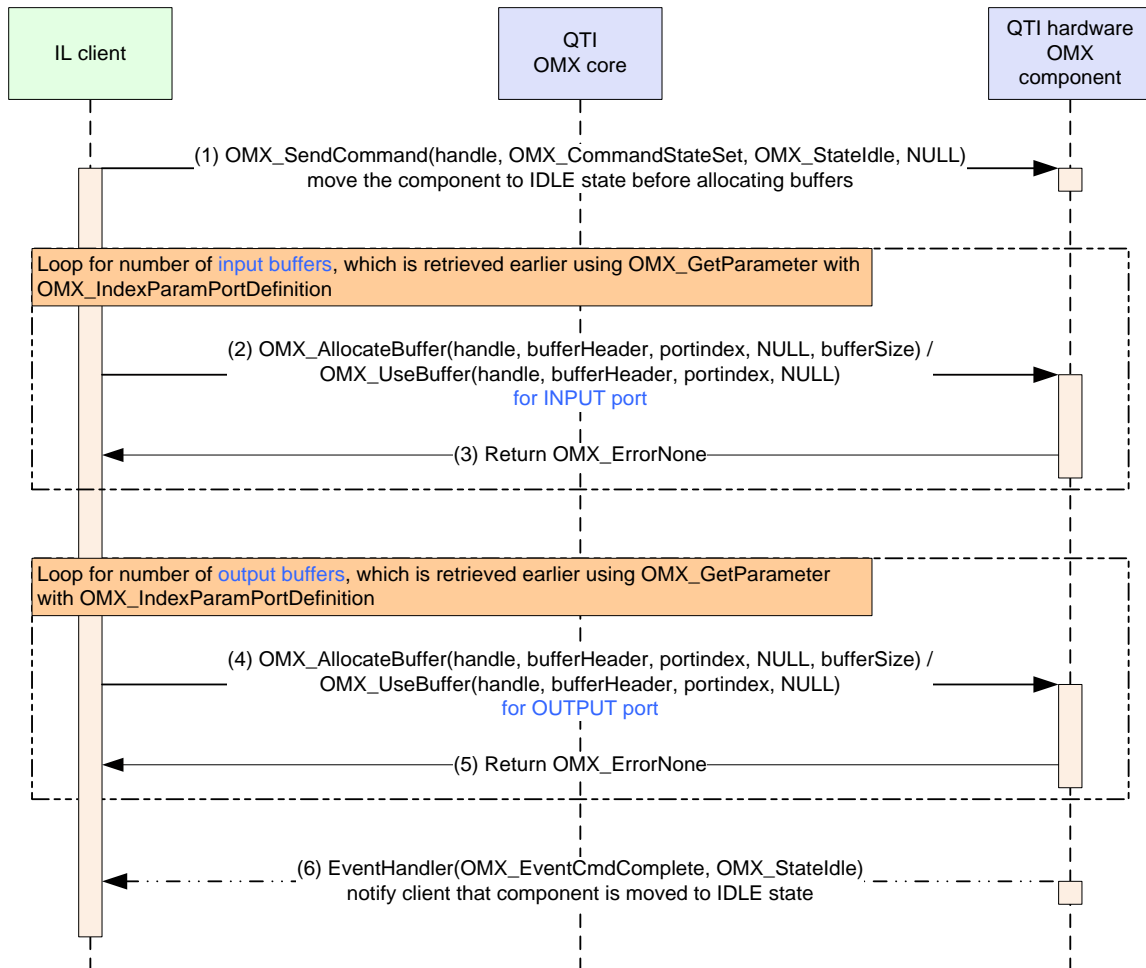 IL client
QTI
OMX core
QTI hardware
OMX
component
(1) OMX_SendCommand(handle, OMX_CommandStateSet, OMX_StateIdle, NULL)
move the component to IDLE state before allocating buffers
Loop for number of input buffers, which is retrieved earlier using OMX_GetParameter with
OMX_IndexParamPortDefinition
(2) OMX_AllocateBuffer(handle, bufferHeader, portindex, NULL, bufferSize) /
OMX_UseBuffer(handle, bufferHeader, portindex, NULL)
for INPUT port
(3) Return OMX_ErrorNone
Loop for number of output buffers, which is retrieved earlier using OMX_GetParameter
with OMX_IndexParamPortDefinition
(4) OMX_AllocateBuffer(handle, bufferHeader, portindex, NULL, bufferSize) /
OMX_UseBuffer(handle, bufferHeader, portindex, NULL)
for OUTPUT port
(5) Return OMX_ErrorNone
(6) EventHandler(OMX_EventCmdComplete, OMX_StateIdle)
notify client that component is moved to IDLE state